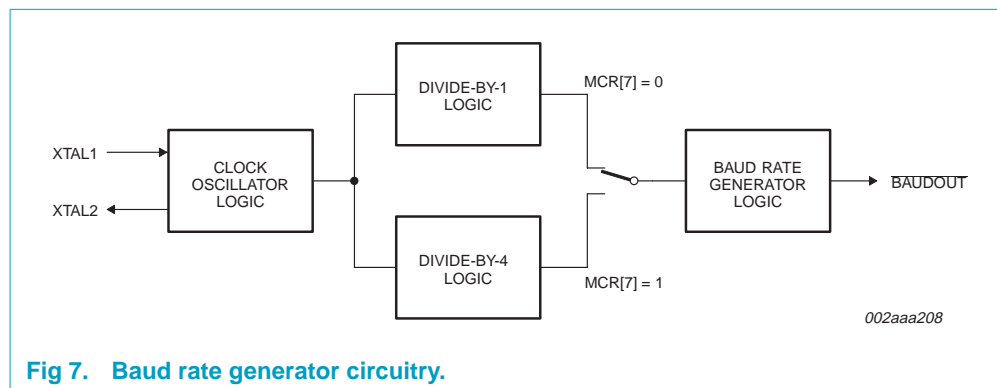 DIVIDE-BY-1
LOGIC
MCR[7] = 0
XTAL1
XTAL2
CLOCK
OSCILLATOR
LOGIC
BAUD RATE
GENERATOR
LOGIC
BAUDOUT
DIVIDE-BY-4
LOGIC
MCR[7] = 1
002aaa208
Fig 7. Baud rate generator circuitry.